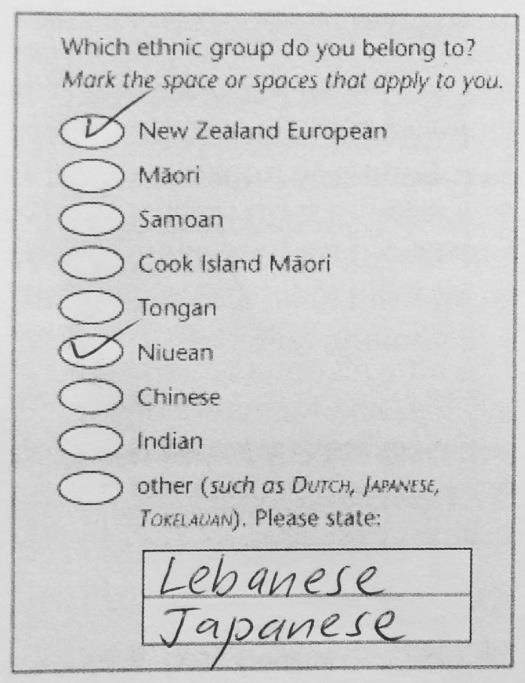 Which ethnic group do you belong to?
Mark the space or spaces that apply to you.
New Zealand European
Māori
Samoan
Cook Island Māori
Tongan
Niuean
Chinese
Indian
other (such as DUTCH, JAPANESE,
TOKELAUAN). Please state:
Lebanese
Japanese